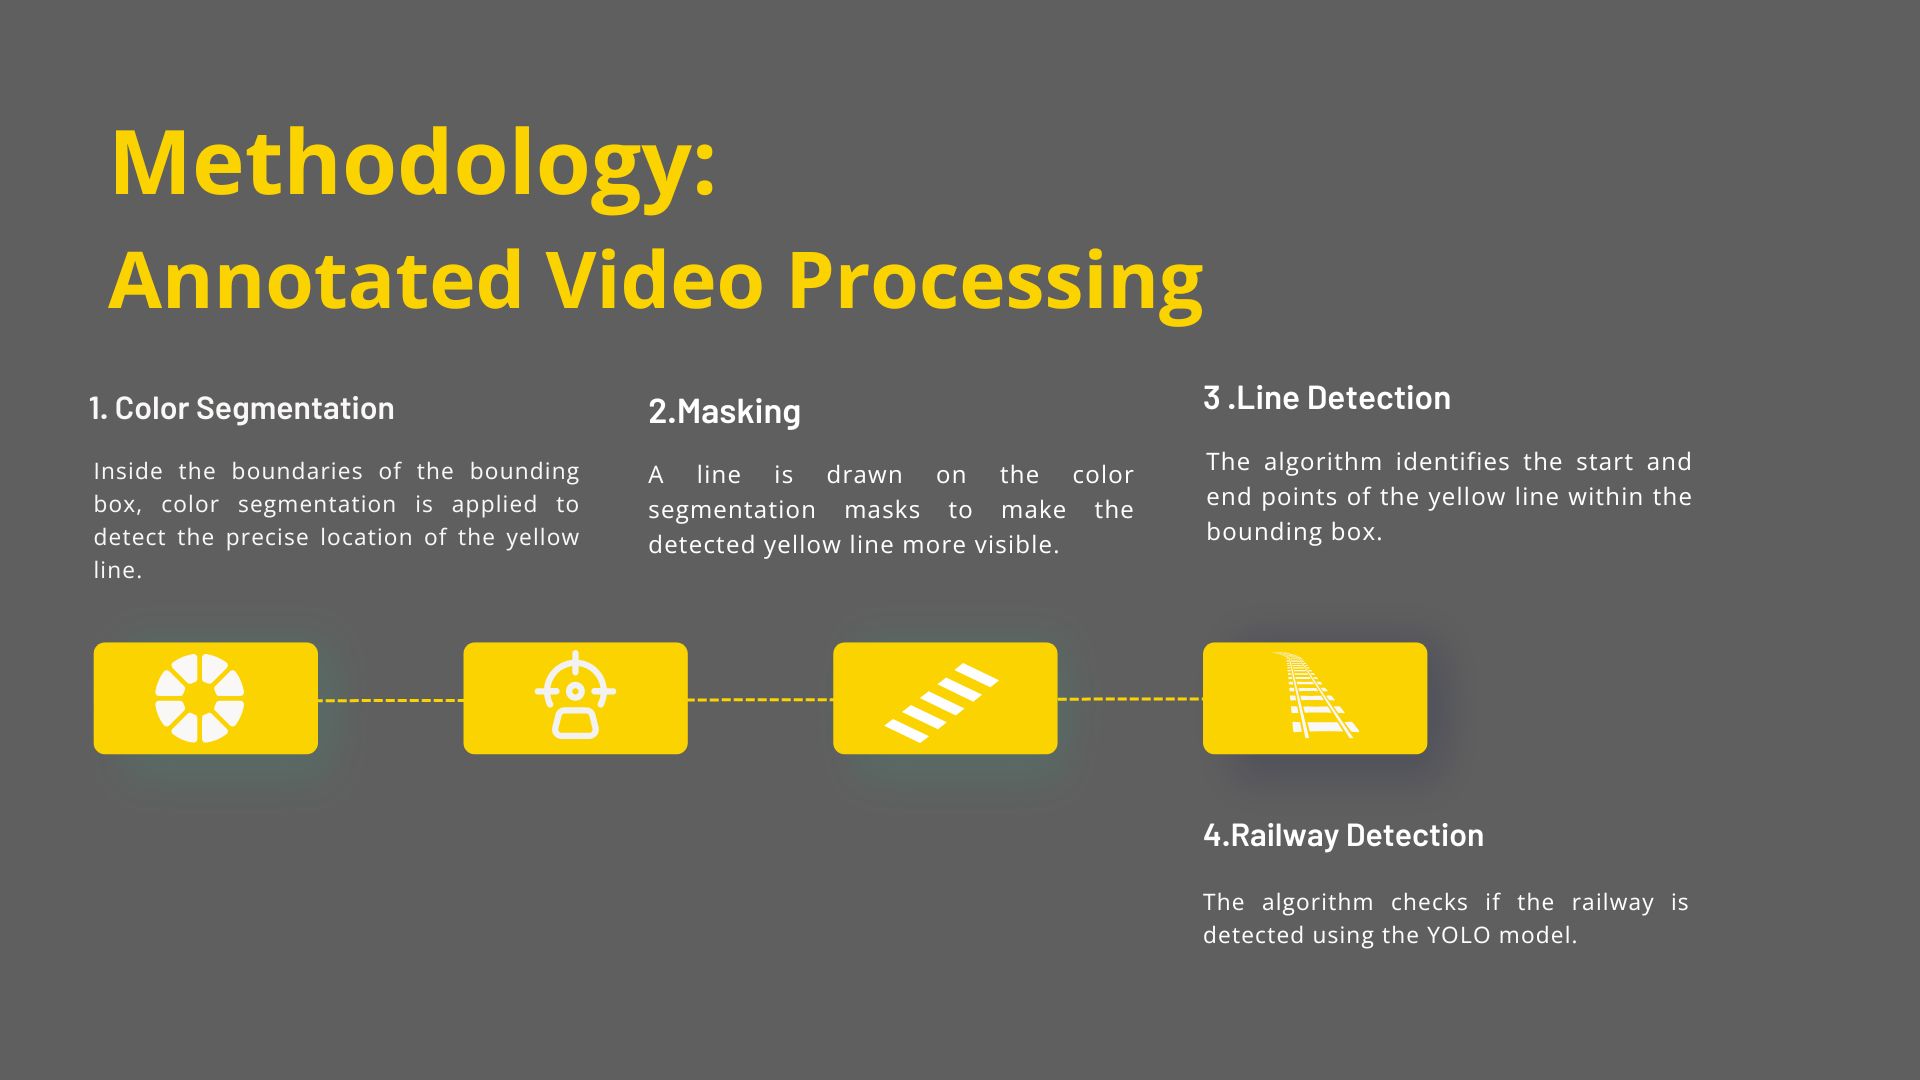 Methodology:
Annotated Video Processing
1. Color Segmentation
Inside the boundaries of the bounding
box, color segmentation is applied to
detect the precise location of the yellow
line.
2.Masking
A line is drawn on the color
segmentation masks to make the
detected yellow line more visible.
3 .Line Detection
The algorithm identifies the start and
end points of the yellow line within the
bounding box.
4.Railway Detection
The algorithm checks if the railway is
detected using the YOLO model.